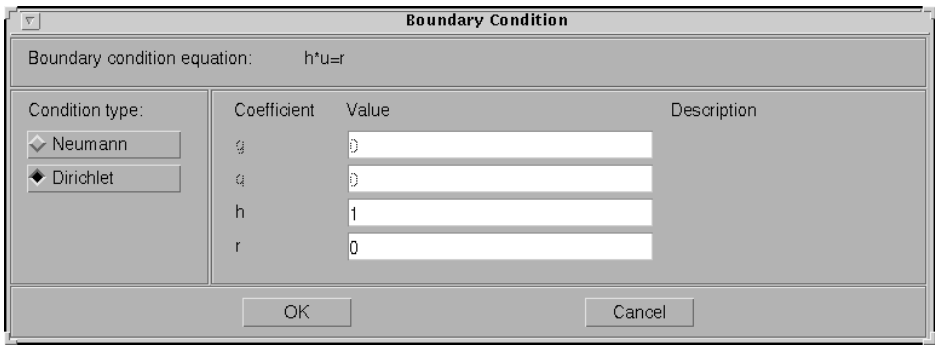 Boundary Condition
Boundary condition equation: h*u=r
Condition type:
Neumann
Dirichlet
Coefficient Value Description
g 0
q 0
h 1
r 0
OK Cancel